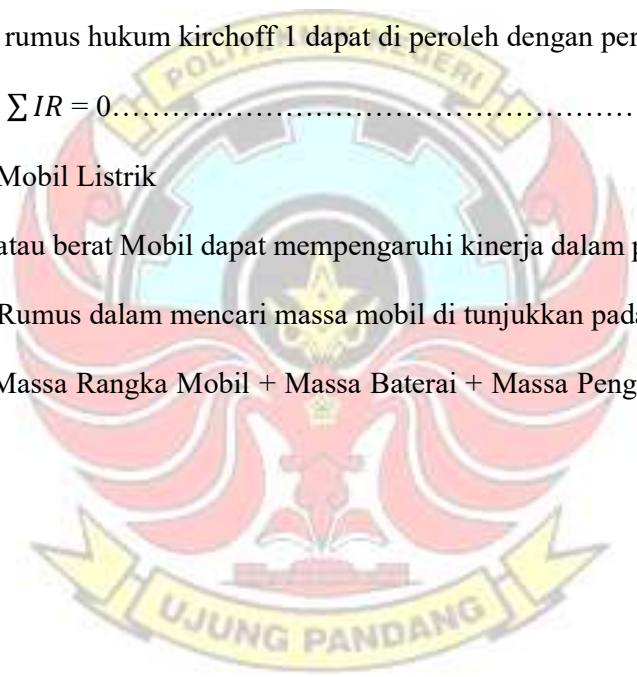 rumus hukum kirchoff 1 dapat di peroleh dengan per
∑ IR = 0………...……………………………………
Mobil Listrik
atau berat Mobil dapat mempengaruhi kinerja dalam p
Rumus dalam mencari massa mobil di tunjukkan pada
Massa Rangka Mobil + Massa Baterai + Massa Peng
UJUNG PANDANG